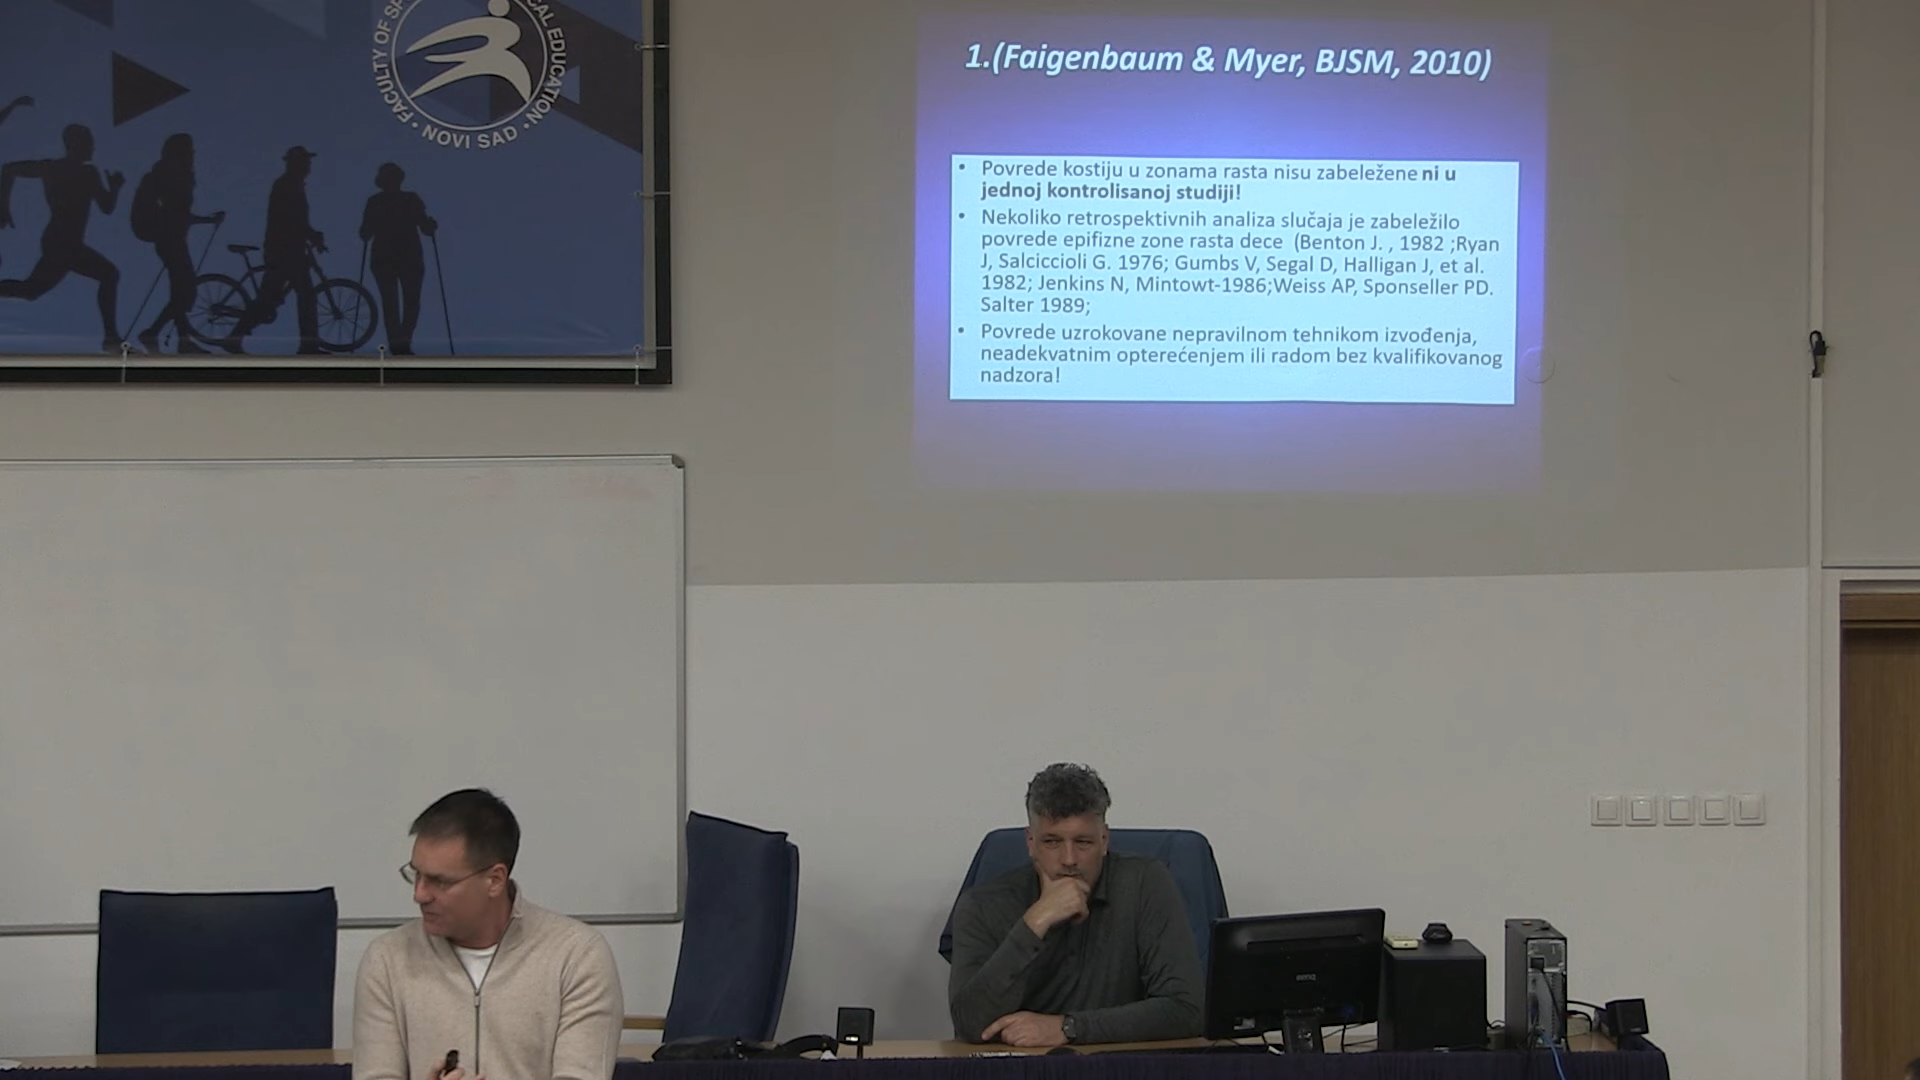 FACULTY OF SP
CAL EDUCATION
• NOVI SAD •
1.(Faigenbaum & Myer, BJSM, 2010)
• Povrede kostiju u zonama rasta nisu zabeležene ni u
jednoj kontrolisanoj studiji!
• Nekoliko retrospektivnih analiza slučaja je zabeležilo
povrede epifizne zone rasta dece (Benton J. , 1982 ;Ryan
J, Salciccioli G. 1976; Gumbs V, Segal D, Halligan J, et al.
1982; Jenkins N, Mintowt-1986;Weiss AP, Sponseller PD.
Salter 1989;
• Povrede uzrokovane nepravilnom tehnikom izvođenja,
neadekvatnim opterećenjem ili radom bez kvalifikovanog
nadzora!
BenQ